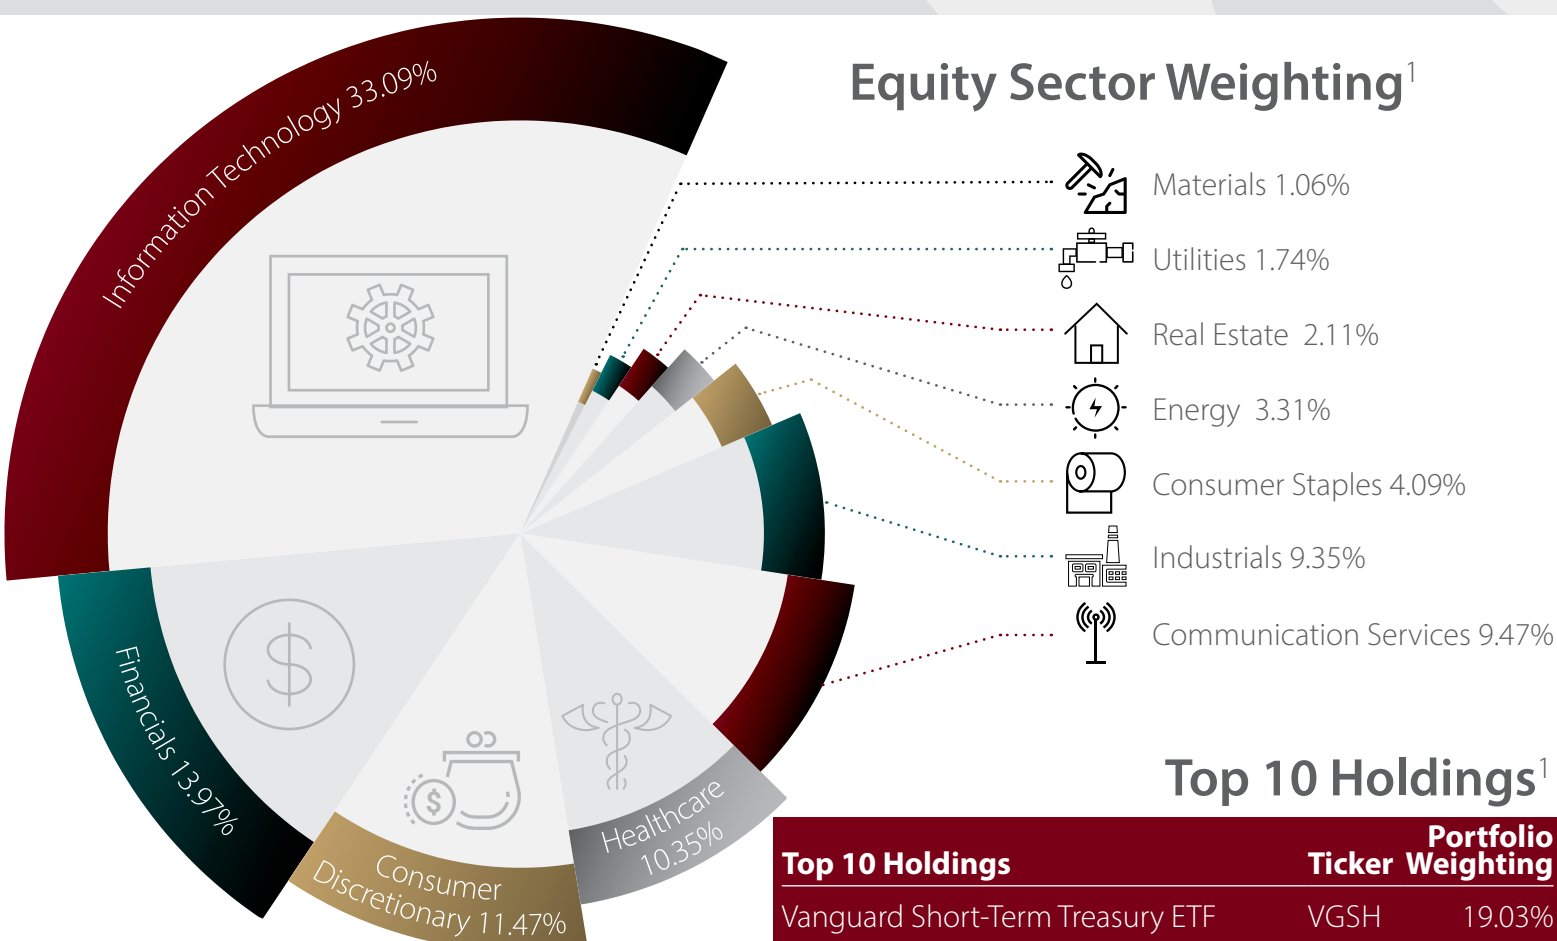 Equity Sector Weighting1
Information Technology 33.09%
Materials 1.06%
Utilities 1.74%
Real Estate 2.11%
Energy 3.31%
Consumer Staples 4.09%
Industrials 9.35%
Communication Services 9.47%
Financials 13.97%
Consumer
Discretionary 11.47%
Healthcare
10.35%
$
$
Top 10 Holdings1
Portfolio
Top 10 Holdings Ticker Weighting
Vanguard Short-Term Treasury ETF VGSH 19.03%